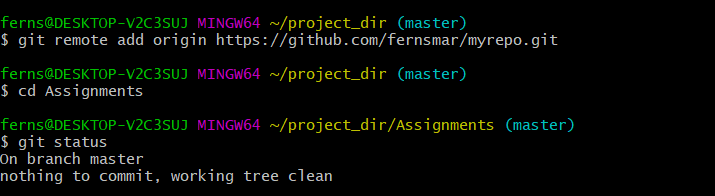 ferns@DESKTOP-V2C3SUJ MINGW64 ~/project_dir (master)
$ git remote add origin https://github.com/fernsmar/myrepo.git
ferns@DESKTOP-V2C3SUJ MINGW64 ~/project_dir (master)
$ cd Assignments
ferns@DESKTOP-V2C3SUJ MINGW64 ~/project_dir/Assignments (master)
$ git status
On branch master
nothing to commit, working tree clean